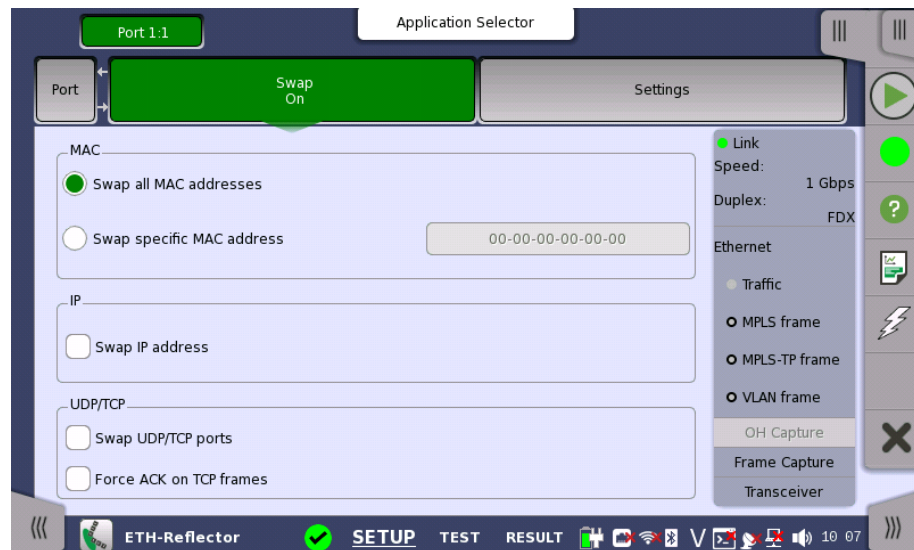 Port 1:1
Application Selector
Port
Swap
On
Settings
MAC
Swap all MAC addresses
Swap specific MAC address
00-00-00-00-00-00
IP
Swap IP address
UDP/TCP
Swap UDP/TCP ports
Force ACK on TCP frames
Link
Speed:
1 Gbps
Duplex:
FDX
Ethernet
Traffic
MPLS frame
MPLS-TP frame
VLAN frame
OH Capture
Frame Capture
Transceiver
ETH-Reflector
SETUP
TEST
RESULT
V
10 07